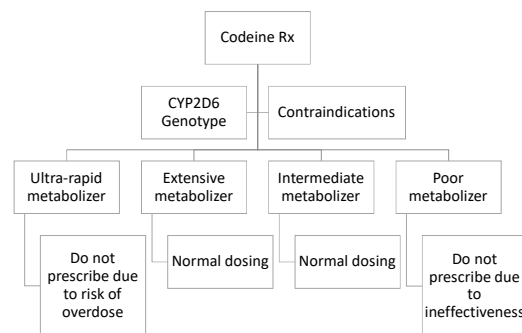 Codeine Rx
CYP2D6
Genotype
Contraindications
Ultra-rapid
metabolizer
Extensive
metabolizer
Intermediate
metabolizer
Poor
metabolizer
Do not
prescribe due
to risk of
overdose
Normal dosing
Normal dosing
Do not
prescribe due
to
ineffectiveness